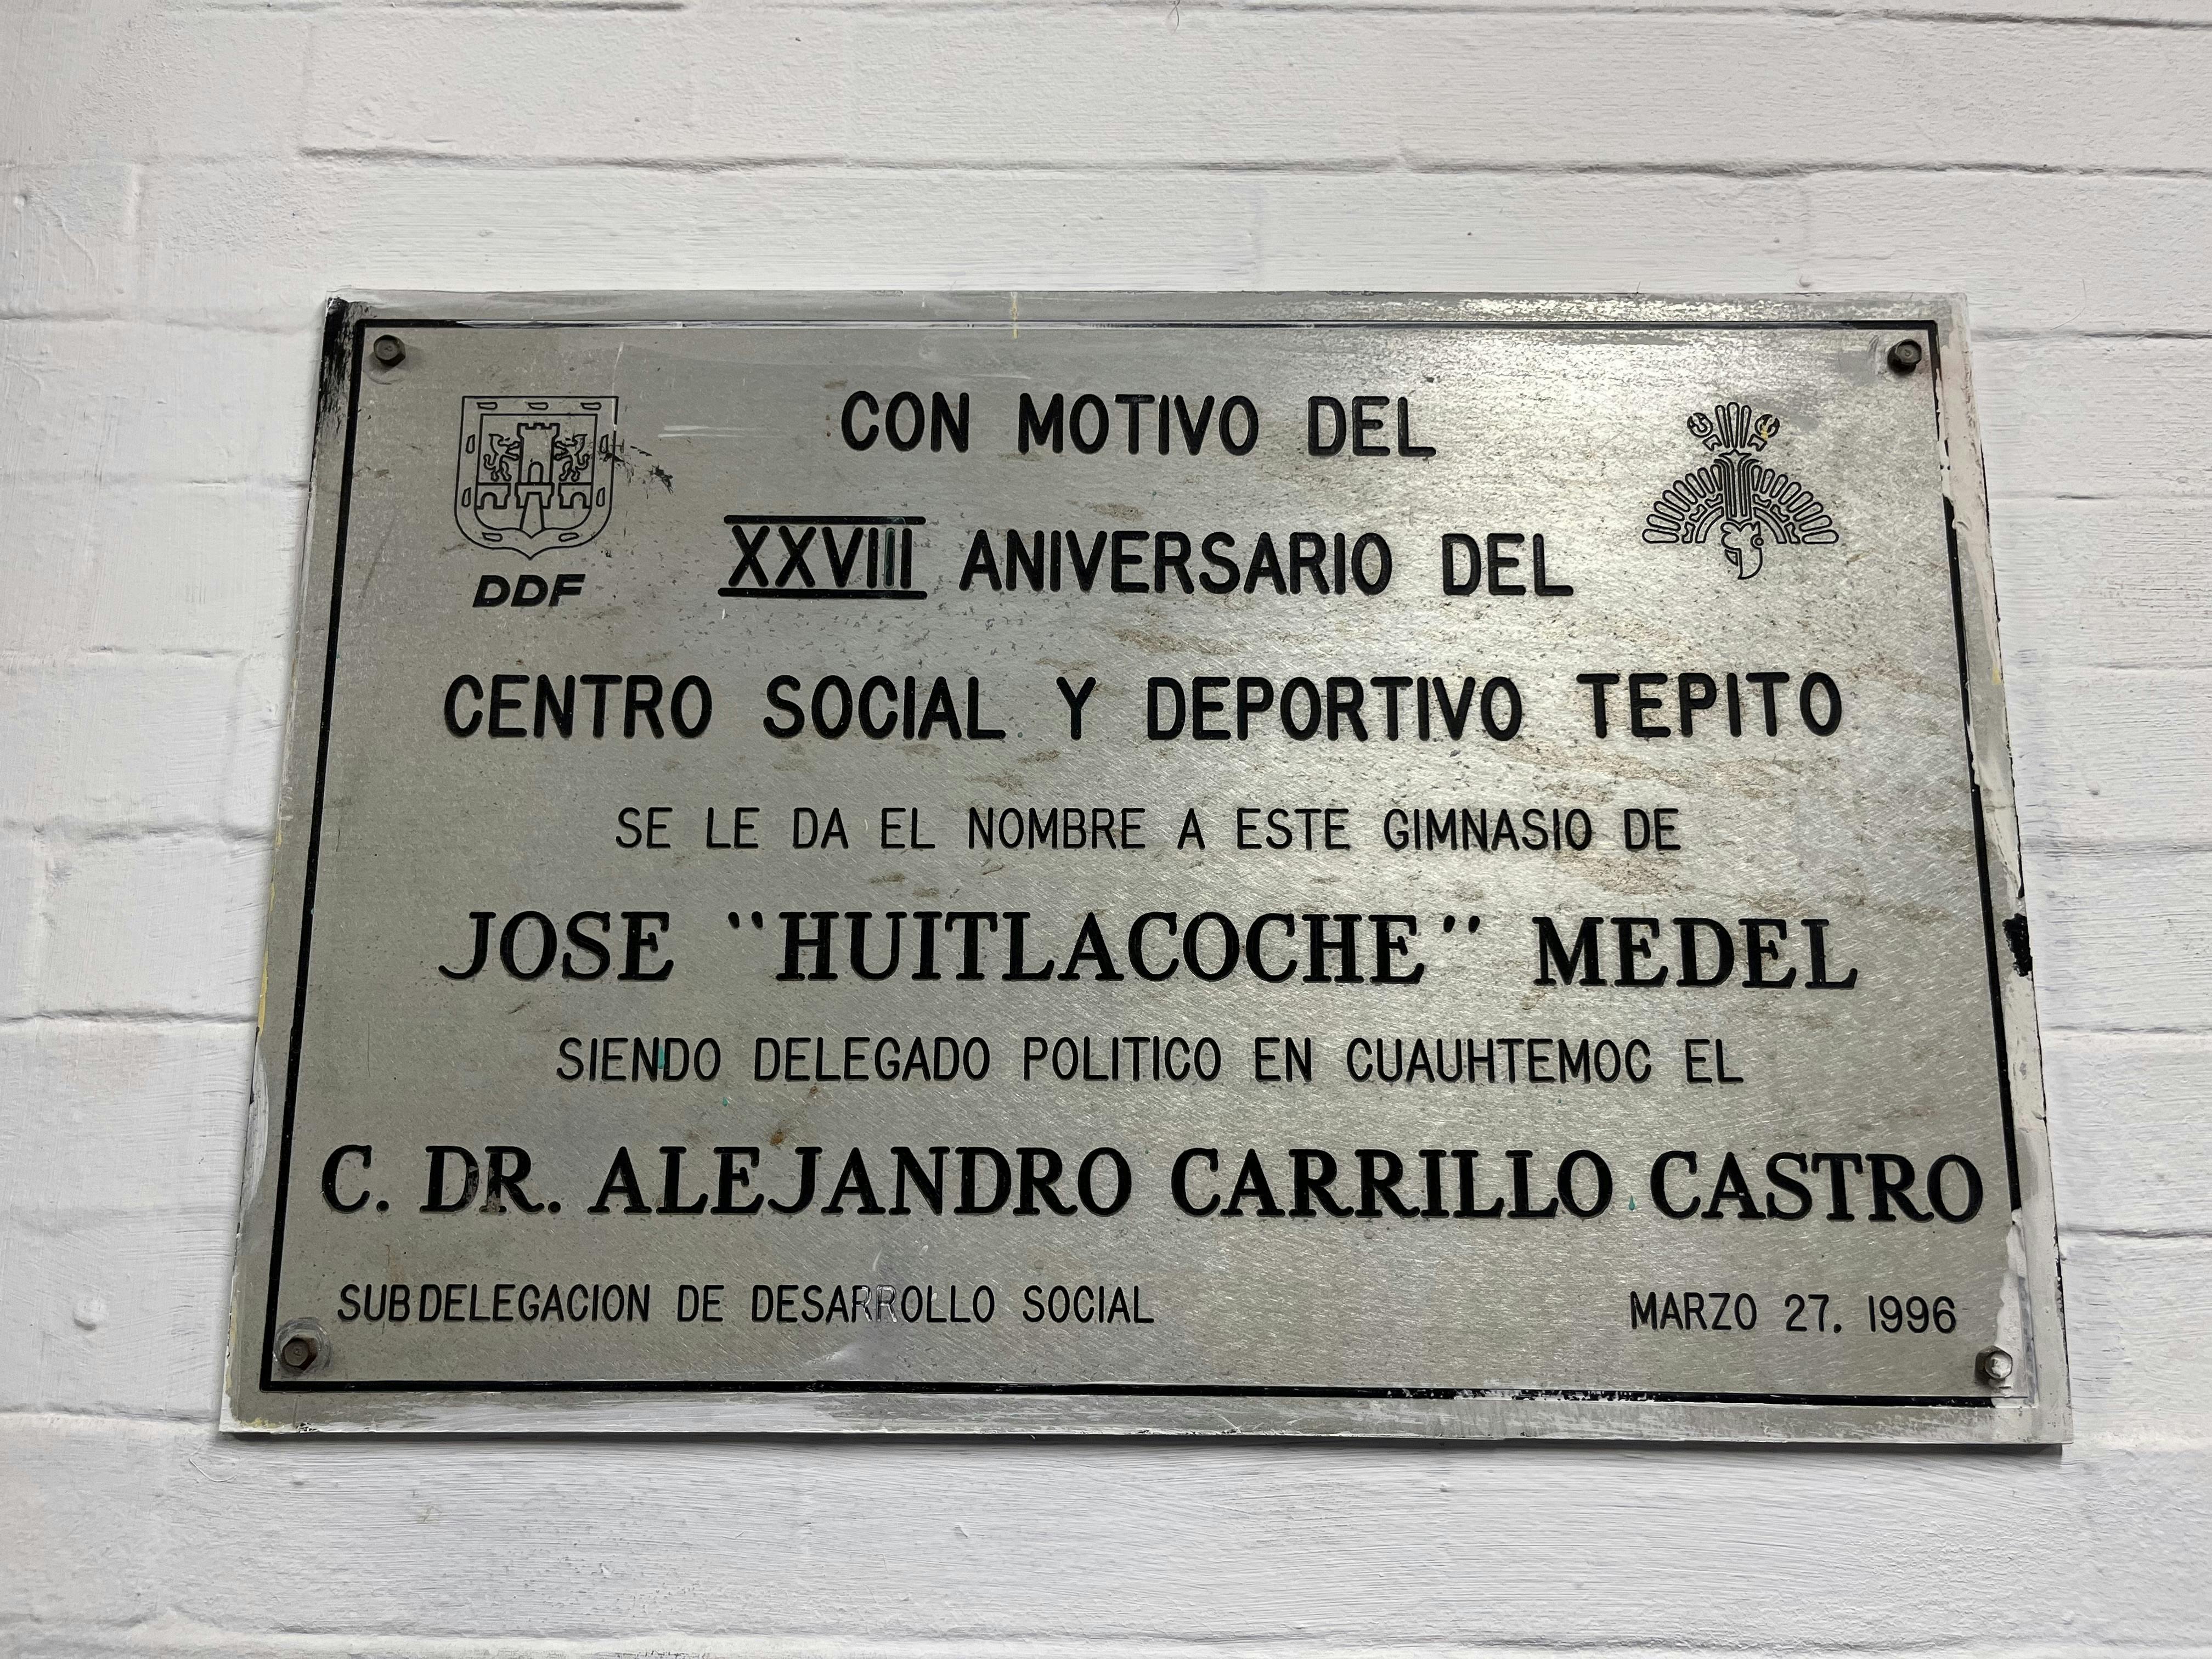 DDF
CON MOTIVO DEL
XXVIII ANIVERSARIO DEL
CENTRO SOCIAL Y DEPORTIVO TEPITO
SE LE DA EL NOMBRE A ESTE GIMNASIO DE
JOSE "HUITLACOCHE" MEDEL
SIENDO DELEGADO POLITICO EN CUAUHTEMOC EL
C. DR. ALEJANDRO CARRILLO CASTRO
SUBDELEGACION DE DESARROLLO SOCIAL MARZO 27. 1996